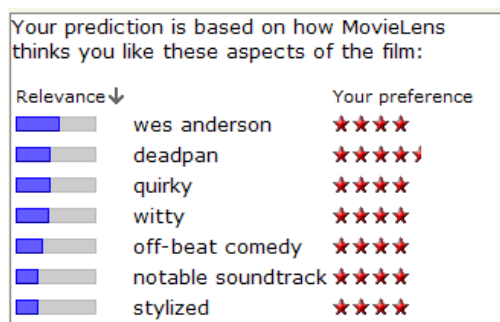 Your prediction is based on how MovieLens
thinks you like these aspects of the film:
Relevance Your preference
wes anderson
deadpan
quirky
witty
off-beat comedy
notable soundtrack
stylized